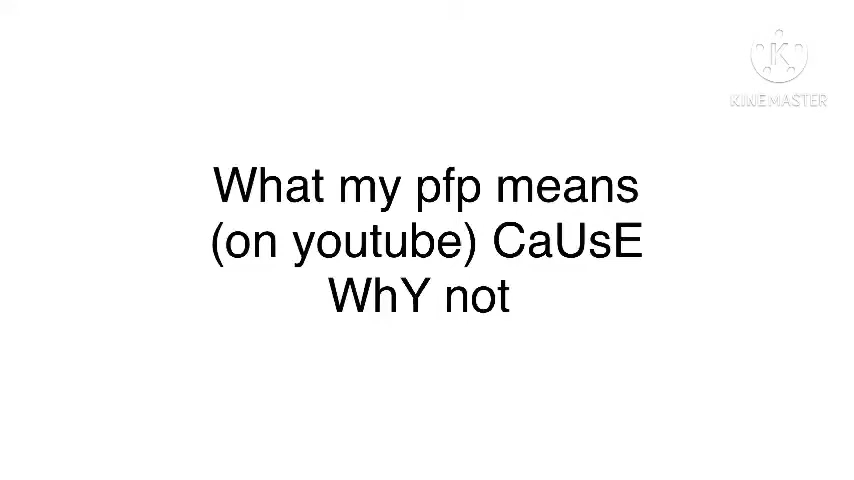 KINEMASTER
What my pfp means
(on youtube) CaUsE
WhY not